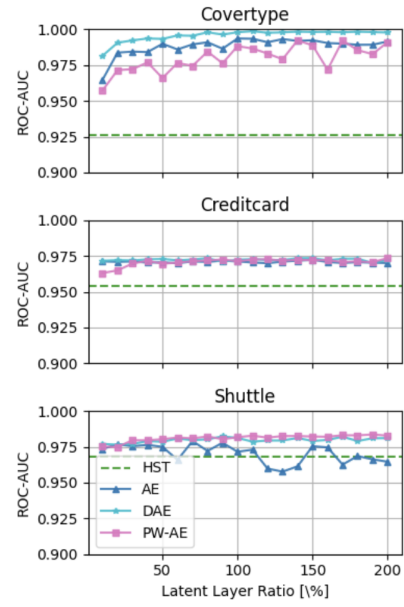 Covertype
1.000
0.975
0.950
0.925
0.900
ROC-AUC
Creditcard
1.000
0.975
0.950
0.925
0.900
ROC-AUC
Shuttle
1.000
0.975
0.950
0.925
0.900
ROC-AUC
HST
AE
DAE
PW-AE
50 100 150 200
Latent Layer Ratio [\%]